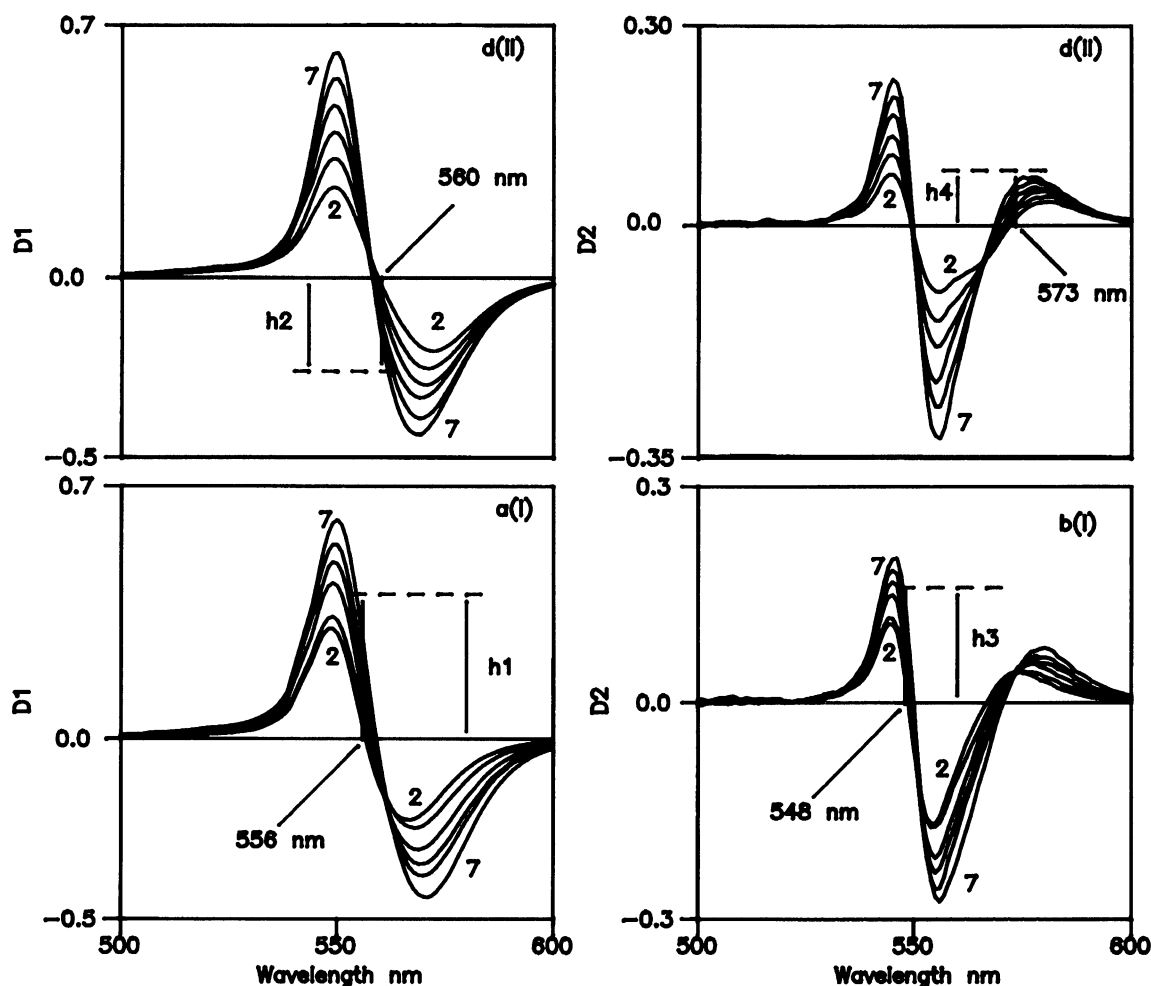 0.7
d(II)
7
560 nm
2
D1
0.0
h2
2
7
-0.5
0.30
d(II)
7
h4
2
D2
0.0
2
573 nm
7
-0.35
0.7
a(I)
7
h1
2
D1
0.0
2
556 nm
7
-0.5
500
550
600
Wavelength nm
0.3
b(I)
7
h3
2
D2
0.0
2
548 nm
7
-0.3
500
550
600
Wavelength nm